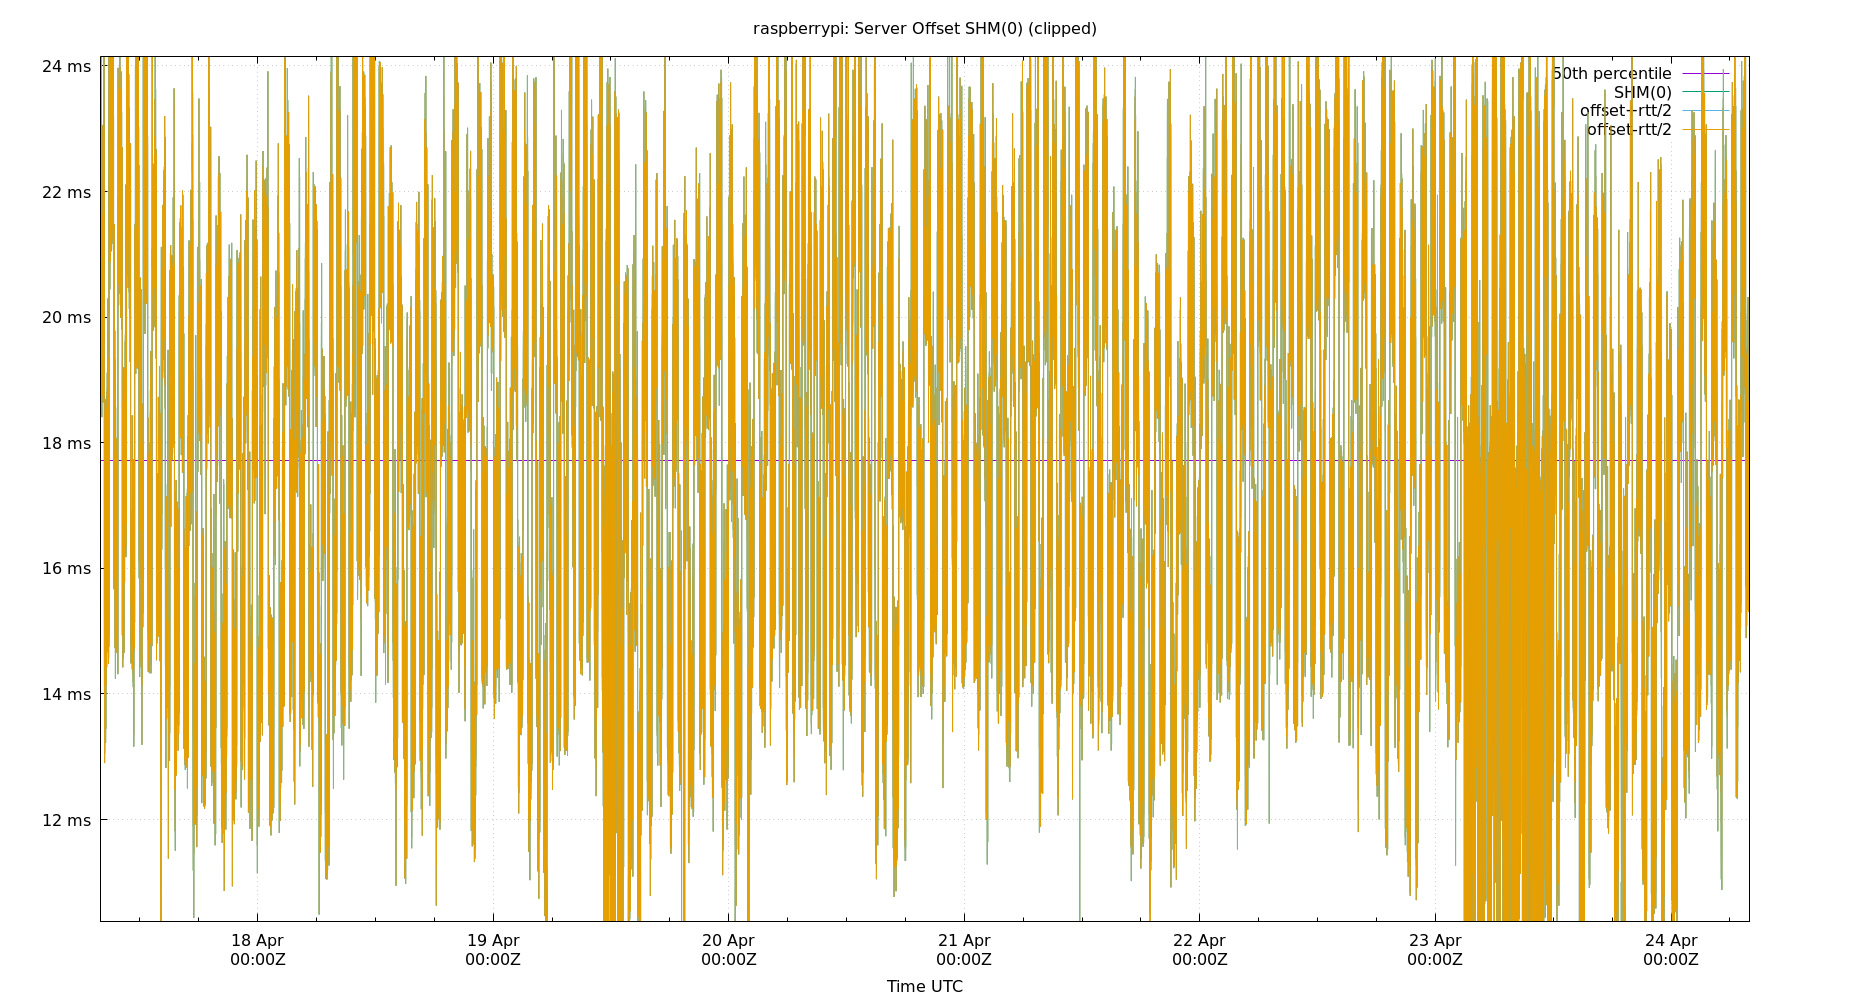 raspberrypi: Server Offset SHM(0) (clipped)
24 ms
22 ms
20 ms
18 ms
16 ms
14 ms
12 ms
50th percentile
SHM(0)
offset+rtt/2
offset-rtt/2
18 Apr
00:00Z
19 Apr
00:00Z
20 Apr
00:00Z
21 Apr
00:00Z
22 Apr
00:00Z
23 Apr
00:00Z
24 Apr
00:00Z
Time UTC